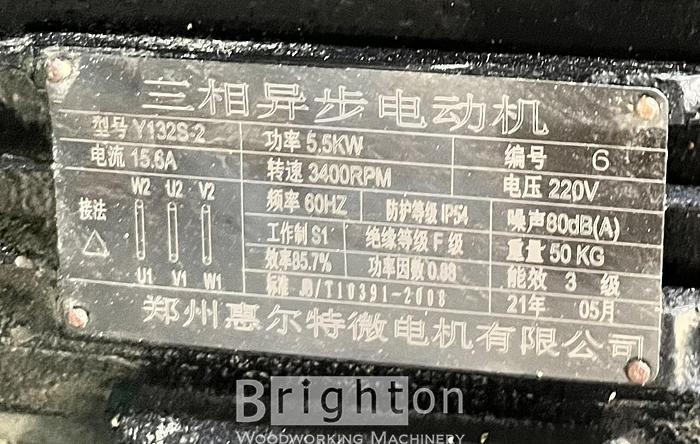 三相异步电动机
型号 Y132S-2 功率 5.5KW 编号 6
电流 15.6A 转速 3400RPM 电压 220V
接法 W2 U2 V2 频率 60HZ 防护等级 IP54 噪声80dB(A)
△ 工作制 S1 绝缘等级 F 级 重量 50 KG
U1 V1 W1 效率85.7% 功率因数0.88 能效 3 级
标准 JB/T10391-2008 21年 05月
郑州惠尔特微电机有限公司
Brighton
WOODWORKING MACHINERY